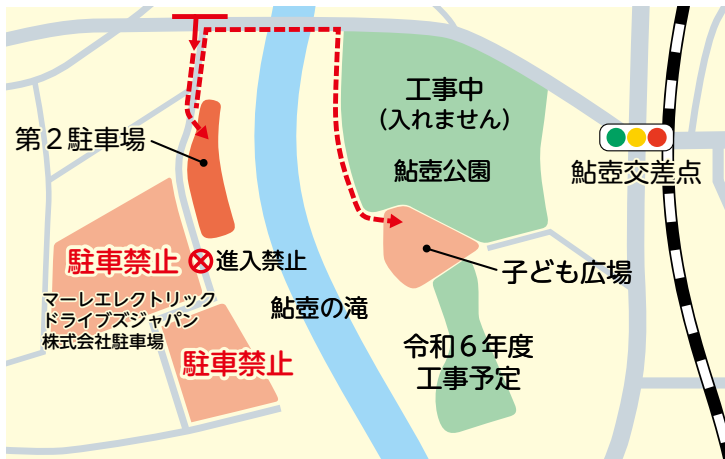 工事中
（入れません）
第２駐車場
鮎壺公園
鮎壺交差点
駐車禁止
進入禁止
子ども広場
マーレエレクトリック
ドライブズジャパン
株式会社駐車場
鮎壺の滝
駐車禁止
令和６年度
工事予定